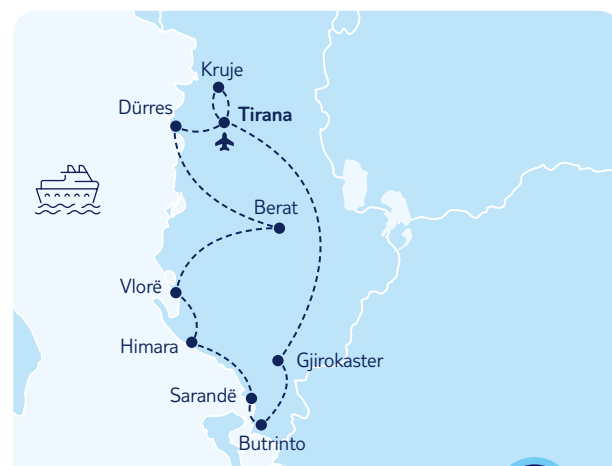 Kruje
Dürres
Tirana
Berat
Vlorë
Himara
Gjirokaster
Sarandë
Butrinto